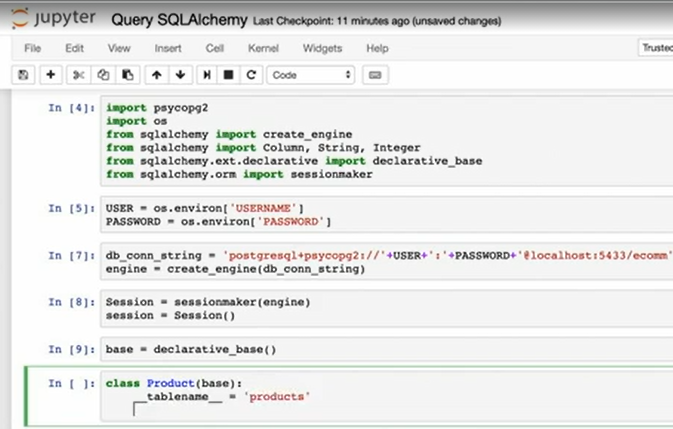 jupyter Query SQLAlchemy Last Checkpoint: 11 minutes ago (unsaved changes)
File Edit View Insert Cell Kernel Widgets Help Trusted
Code
In [4]: import psycopg2
import os
from sqlalchemy import create_engine
from sqlalchemy import Column, String, Integer
from sqlalchemy.ext.declarative import declarative_base
from sqlalchemy.orm import sessionmaker
In [5]: USER = os.environ['USERNAME']
PASSWORD = os.environ['PASSWORD']
In [7]: db_conn_string = 'postgresql+psycopg2://'+USER+':'+PASSWORD+'@localhost:5433/ecomm'
engine = create_engine(db_conn_string)
In [8]: Session = sessionmaker(engine)
session = Session()
In [9]: base = declarative_base()
In [ ]: class Product(base):
__tablename__ = 'products'